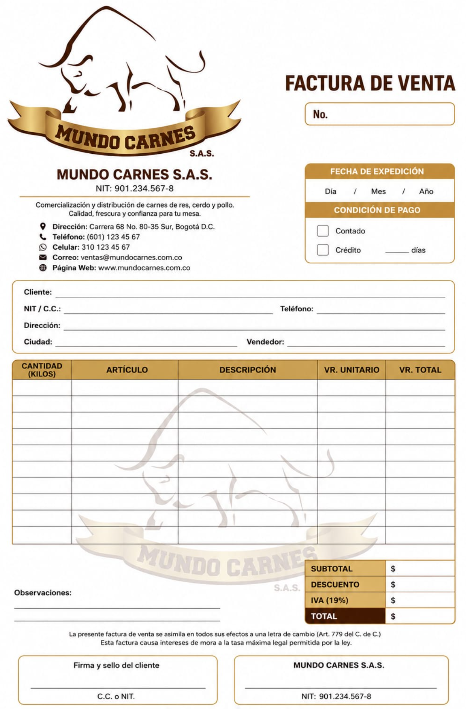 MUNDO CARNES
S.A.S.
FACTURA DE VENTA
No.
MUNDO CARNES S.A.S.
NIT: 901.234.567-8
Comercialización y distribución de carnes de res, cerdo y pollo.
Calidad, frescura y confianza para tu mesa.
Dirección: Carrera 68 No. 80-35 Sur, Bogotá D.C.
Teléfono: (601) 123 45 67
Celular: 310 123 45 67
Correo: ventas@mundocarnes.com.co
Página Web: www.mundocarnes.com.co
FECHA DE EXPEDICIÓN
Día / Mes / Año
CONDICIÓN DE PAGO
Contado
Crédito ______ días
Cliente:
NIT / C.C.: Teléfono:
Dirección:
Ciudad: Vendedor:
CANTIDAD (KILOS) ARTÍCULO DESCRIPCIÓN VR. UNITARIO VR. TOTAL
MUNDO CARNES
S.A.S.
SUBTOTAL $
DESCUENTO $
IVA (19%) $
TOTAL $
Observaciones:
La presente factura de venta se asimila en todos sus efectos a una letra de cambio (Art. 779 del C. de C.)
Esta factura causa intereses de mora a la tasa máxima legal permitida por la ley.
Firma y sello del cliente
C.C. o NIT.
MUNDO CARNES S.A.S.
NIT: 901.234.567-8